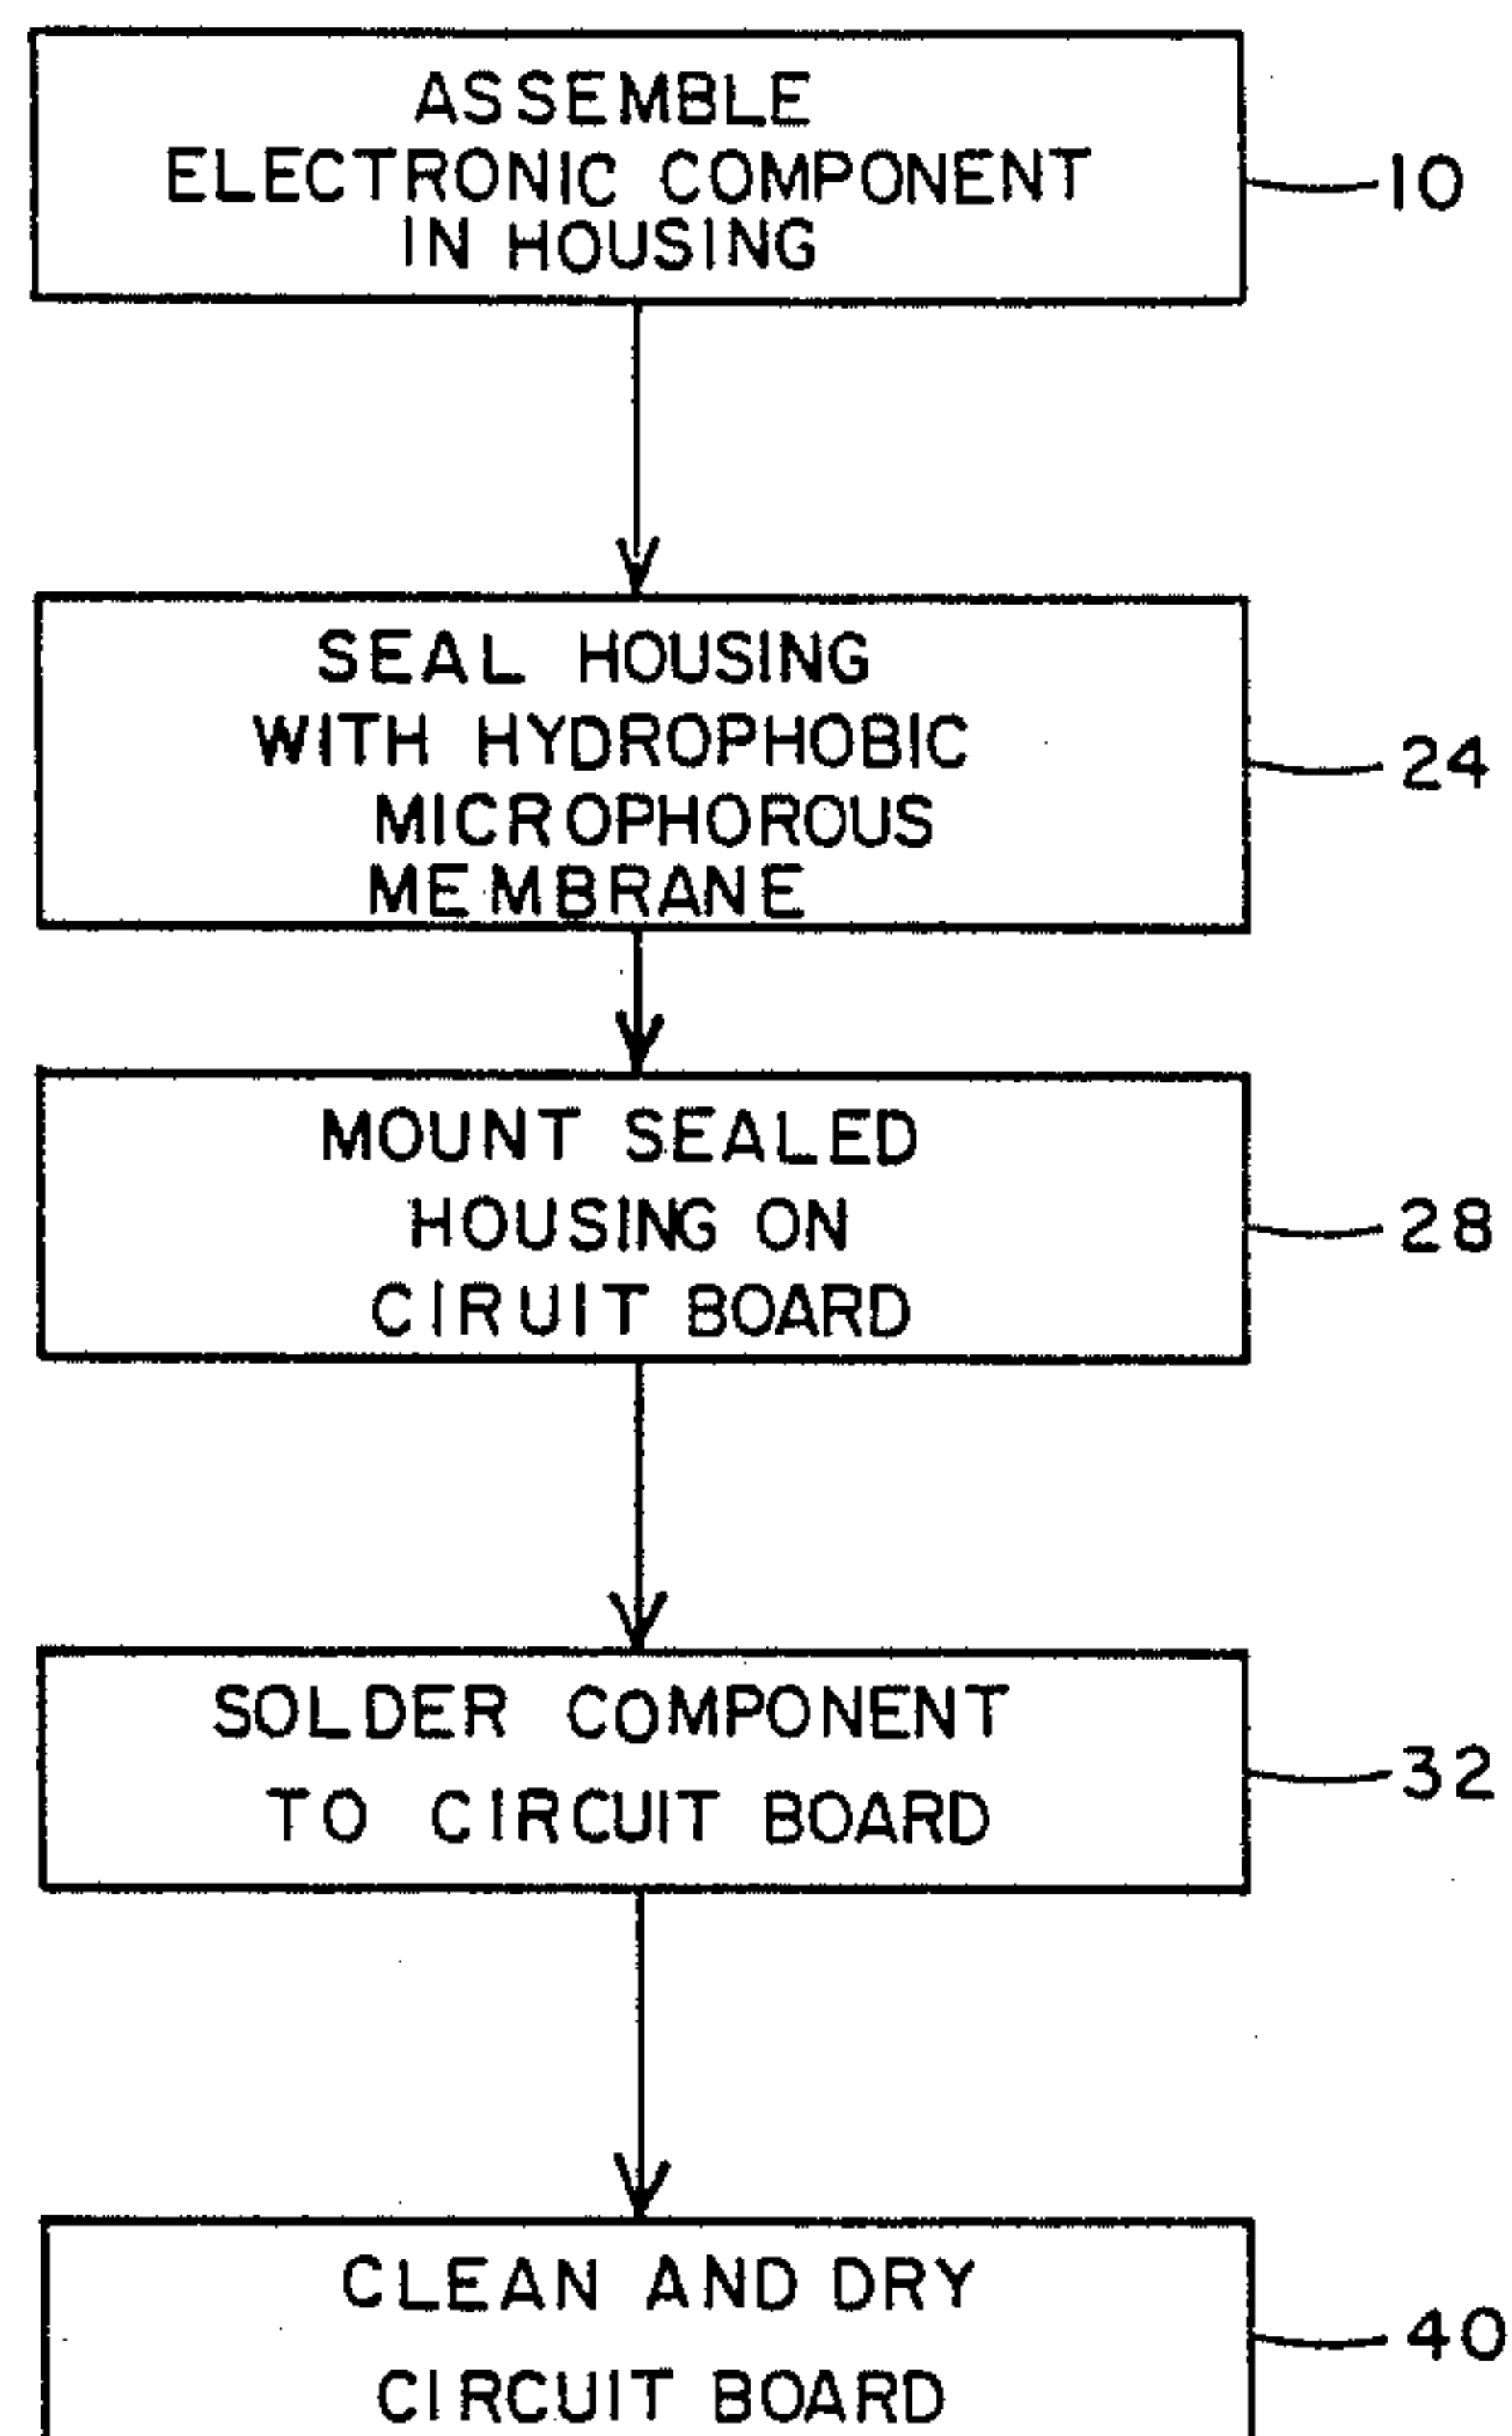 ASSEMBLE
ELECTRONIC COMPONENT
IN HOUSING
10
SEAL HOUSING
WITH HYDROPHOBIC
MICROPHOROUS
MEMBRANE
24
MOUNT SEALED
HOUSING ON
CIRUIT BOARD
28
SOLDER COMPONENT
TO CIRCUIT BOARD
32
CLEAN AND DRY
CIRCUIT BOARD
40